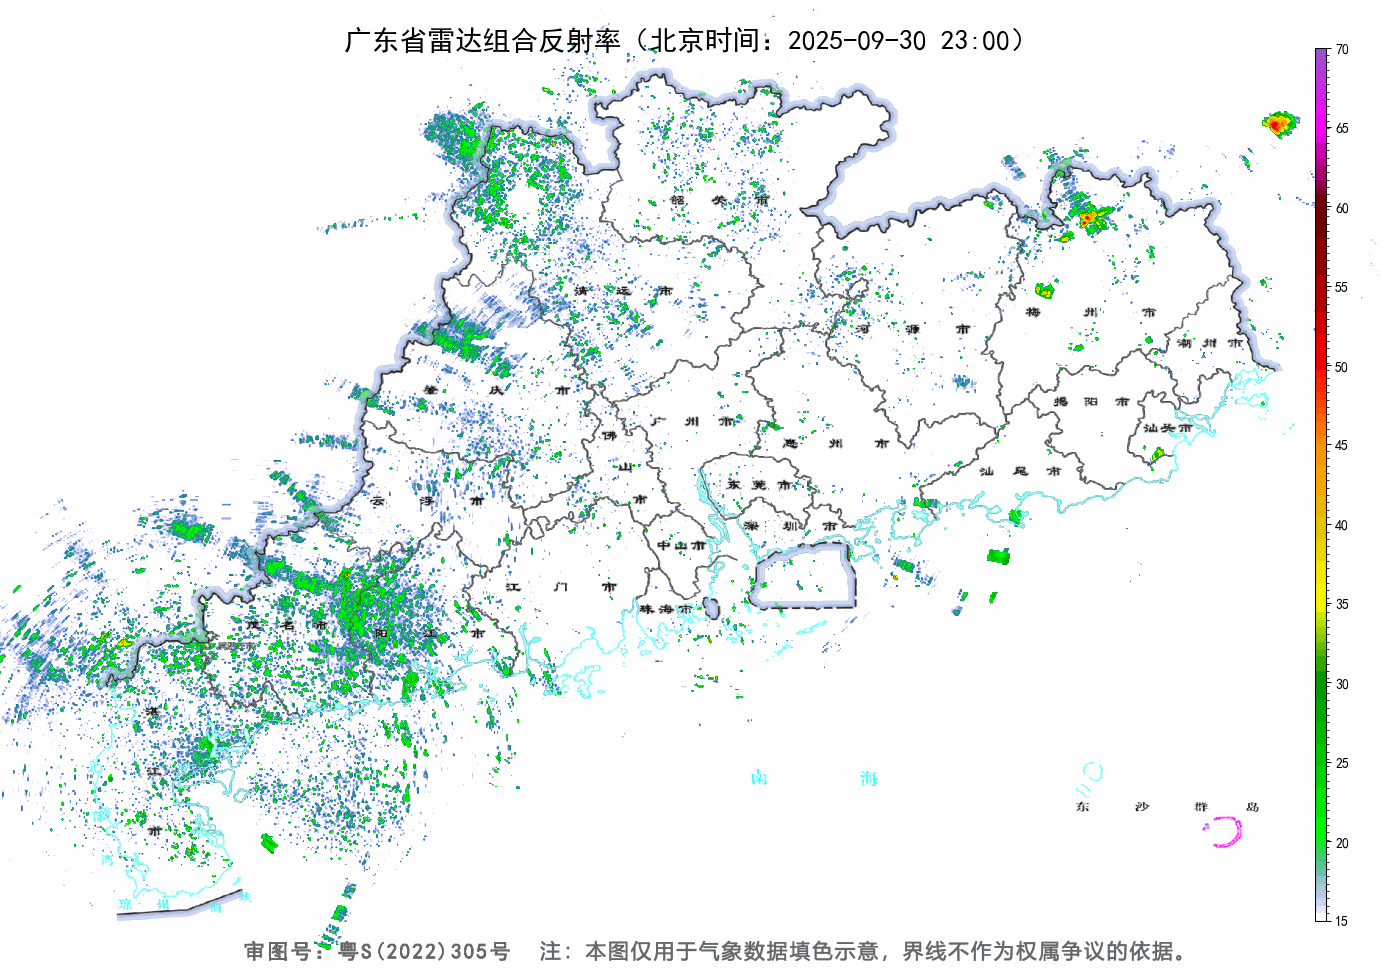 广东省雷达组合反射率（北京时间：2025-09-30 23:00）
70
65
60
55
50
45
40
35
30
25
20
15
韶关市
清远市
河源市
梅州市
潮州市
肇庆市
揭阳市
广州市
佛山市
惠州市
汕头市
汕尾市
云浮市
东莞市
深圳市
中山市
江门市
珠海市
茂名市
阳江市
湛江市
南海
东沙群岛
湾
琼州海峡
审图号：粤S(2022)305号 注：本图仅用于气象数据填色示意，界线不作为权属争议的依据。